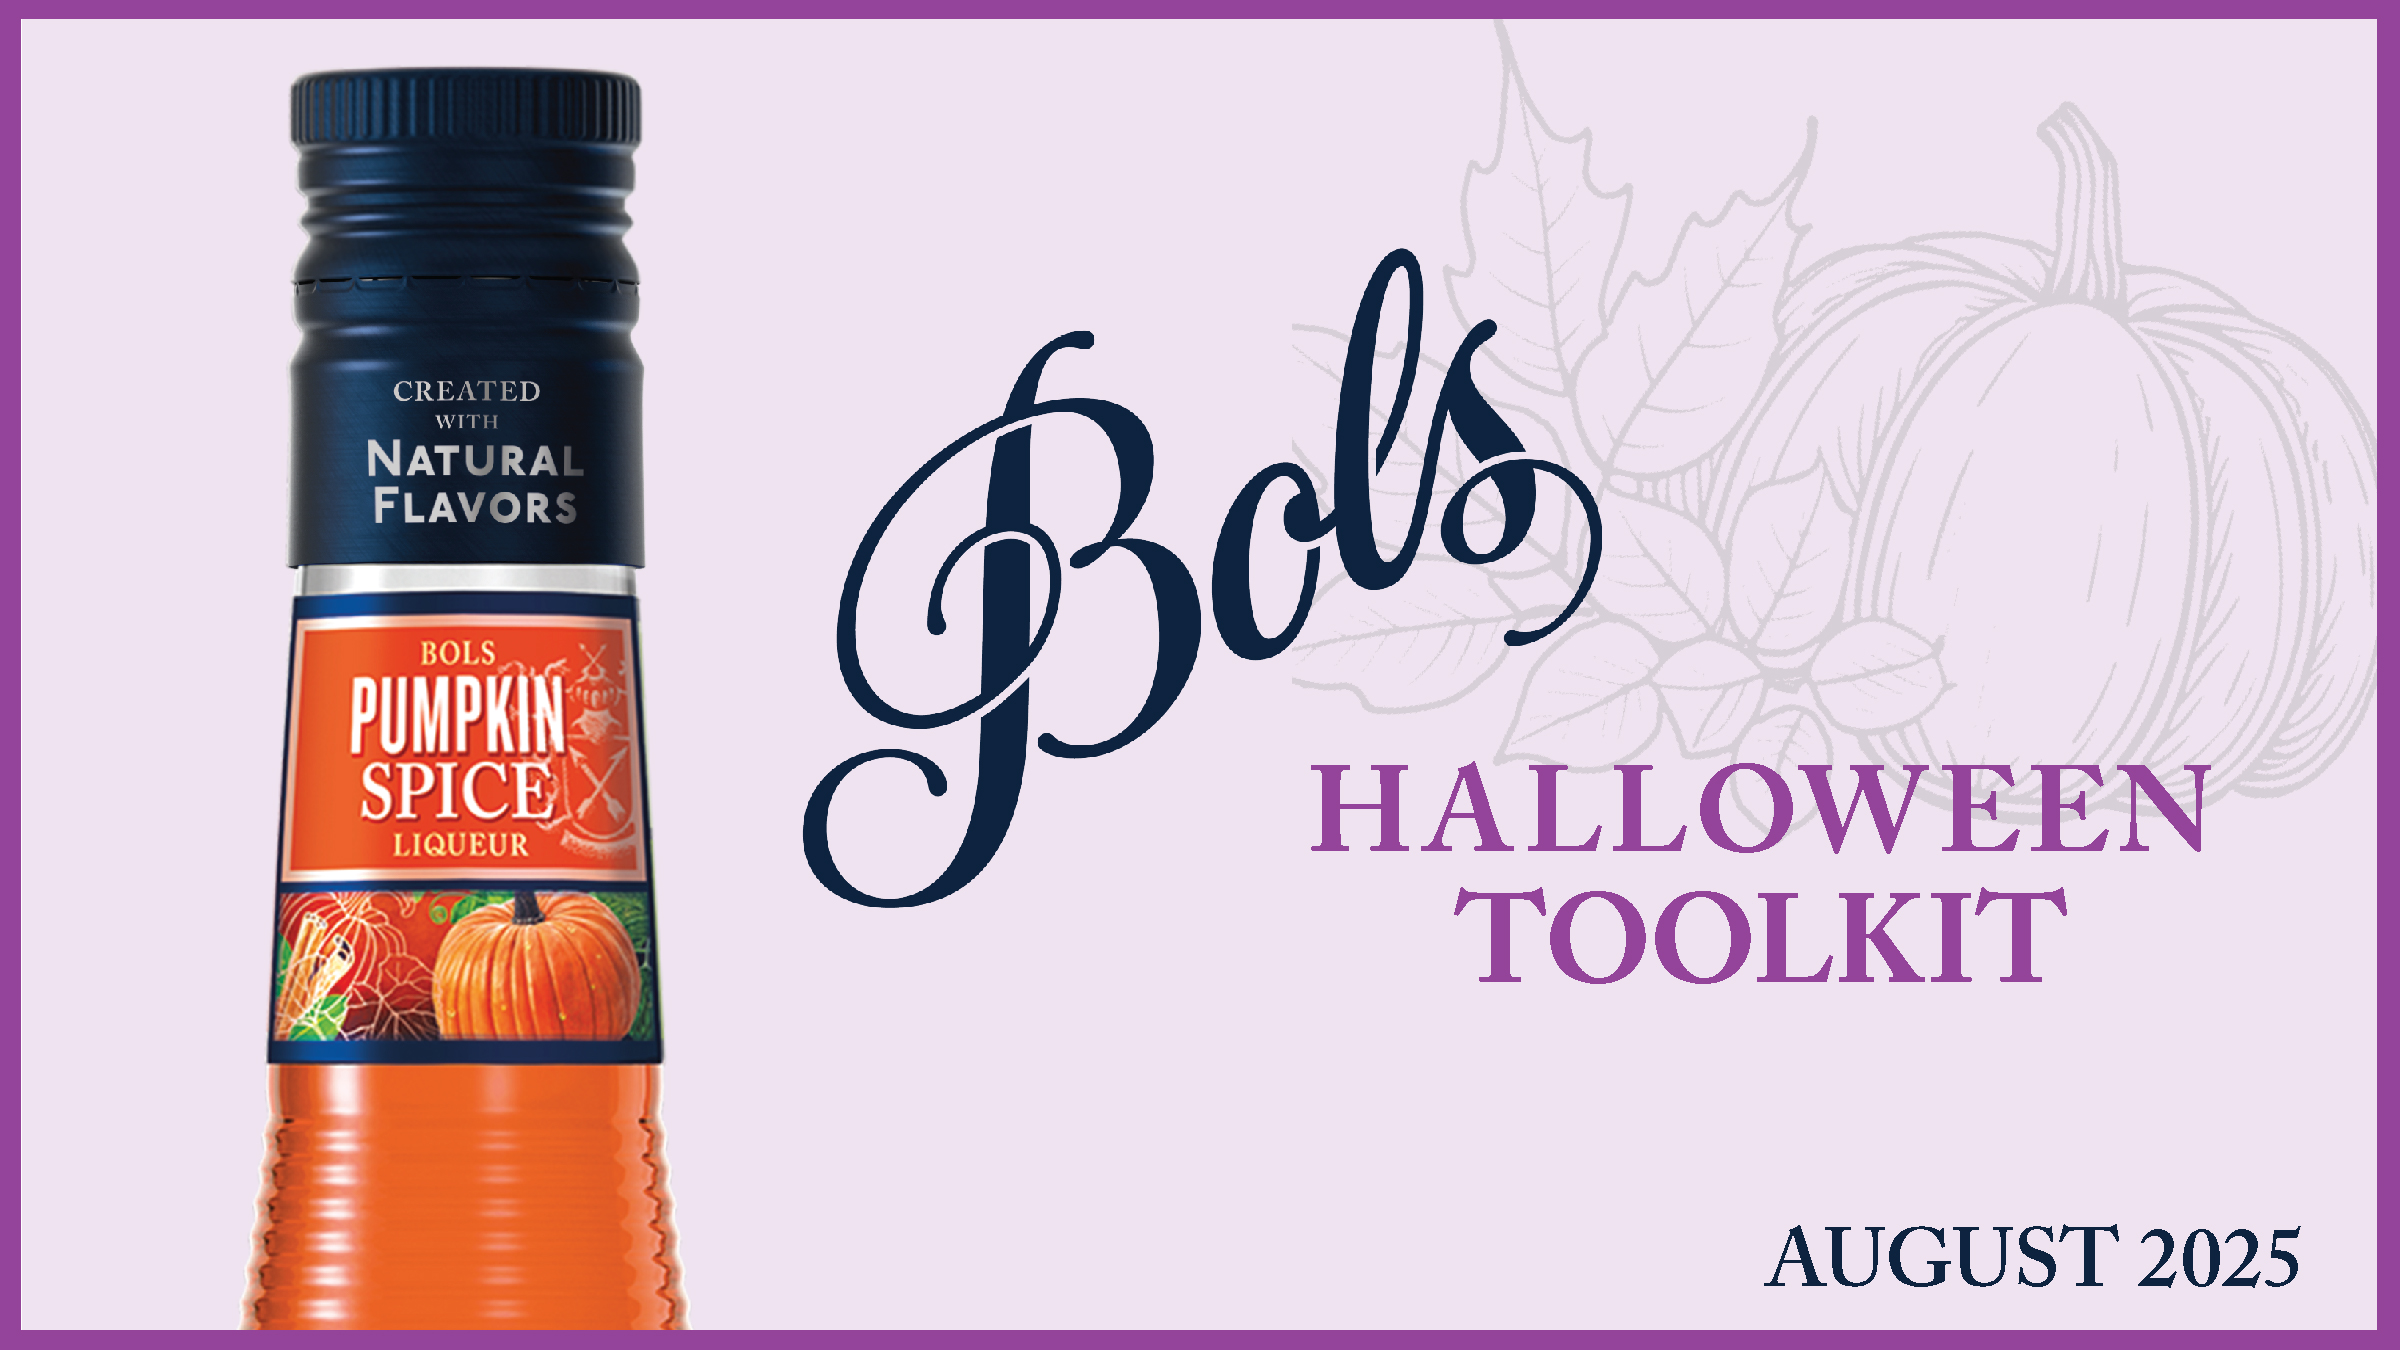 CREATED
WITH
NATURAL
FLAVORS
BOLS
PUMPKIN
SPICE
LIQUEUR
Bols
HALLOWEEN
TOOLKIT
AUGUST 2025